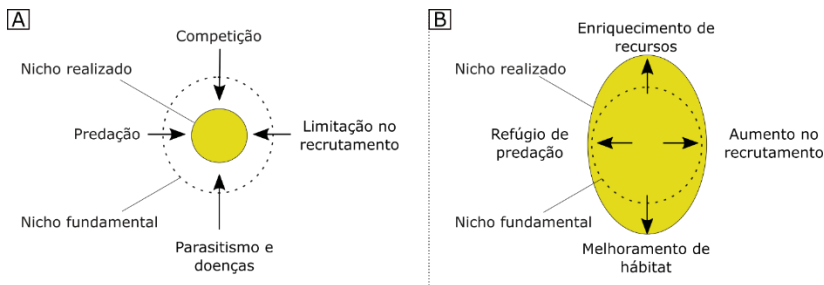 A
Competição
Nicho realizado
Predação
Limitação no
recrutamento
Nicho fundamental
Parasitismo e
doenças
B
Enriquecimento de
recursos
Nicho realizado
Refúgio de
predação
Aumento no
recrutamento
Nicho fundamental
Melhoramento de
hábitat